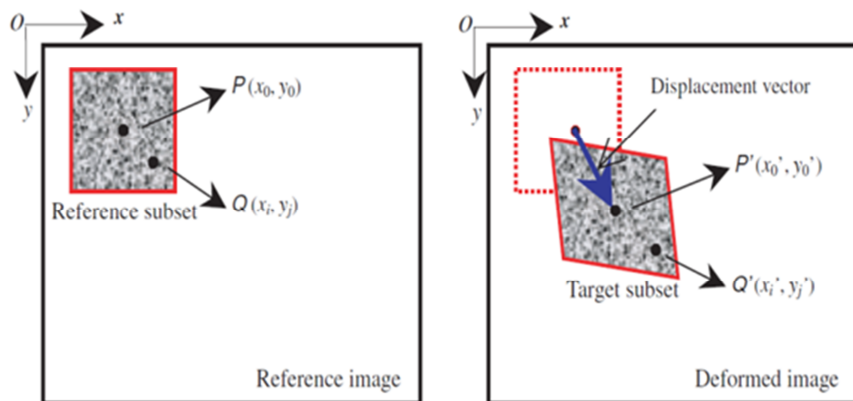 O x
y
P(x₀, y₀)
Q(xᵢ, yⱼ)
Reference subset
Reference image
O x
y
Displacement vector
P'(x₀', y₀')
Q'(xᵢ', yⱼ')
Target subset
Deformed image